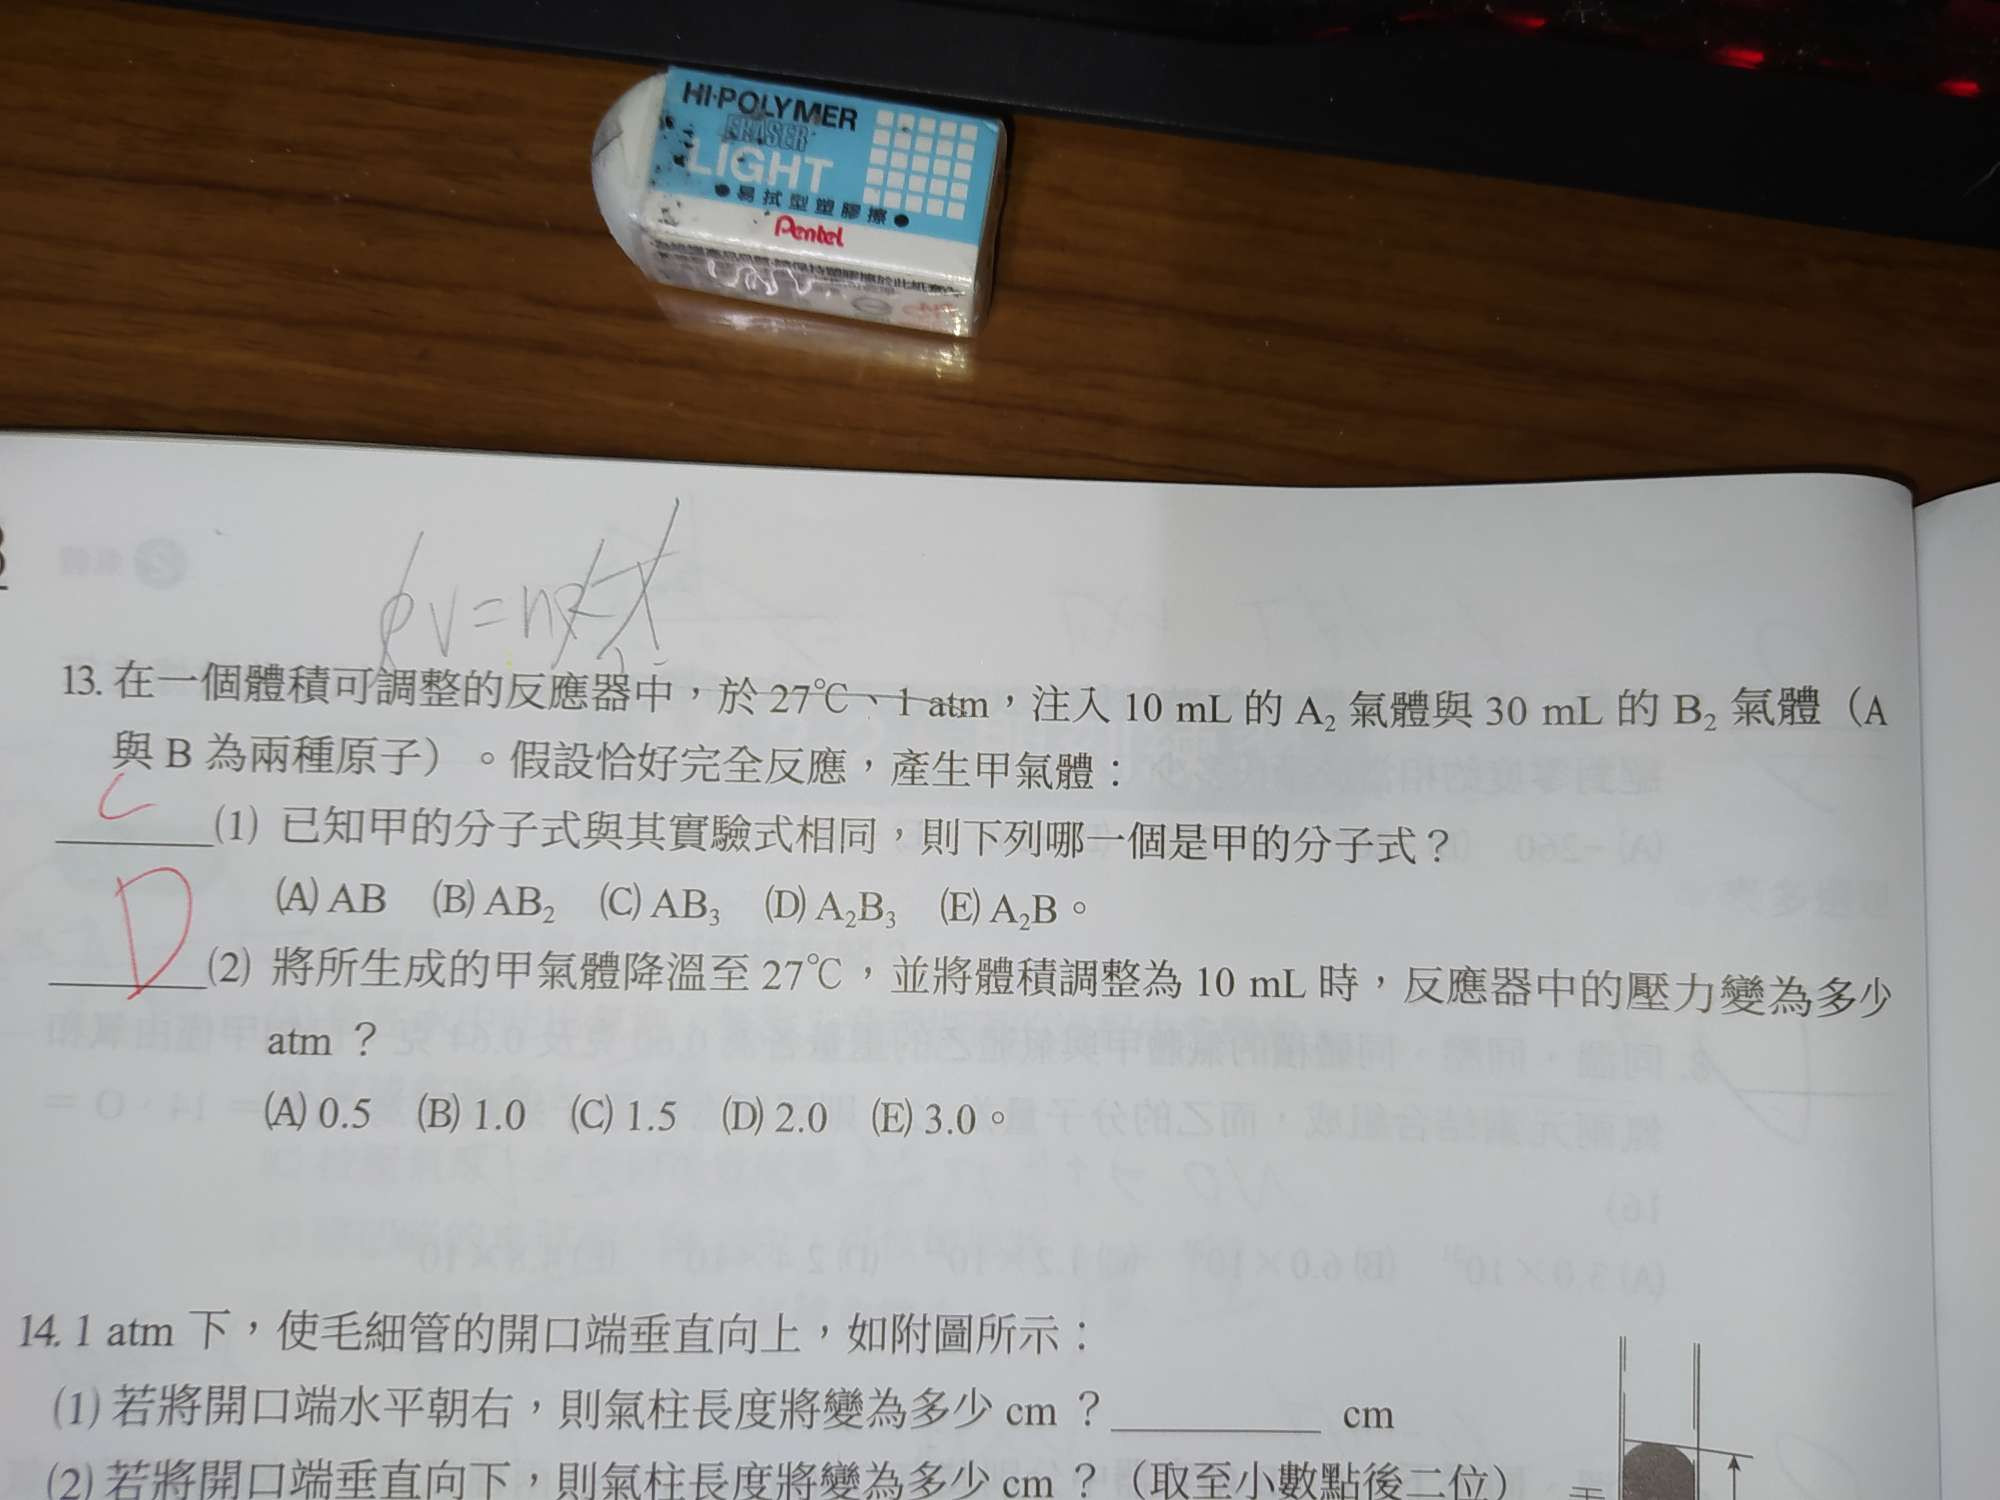 HI·POLYMER
ERASER
LIGHT
●易拭型塑膠擦●
Pentel
PV=nRT
13. 在一個體積可調整的反應器中，於 27℃、1 atm，注入 10 mL 的 A₂ 氣體與 30 mL 的 B₂ 氣體（A
與 B 為兩種原子）。假設恰好完全反應，產生甲氣體：
C
(1) 已知甲的分子式與其實驗式相同，則下列哪一個是甲的分子式？
(A) AB (B) AB₂ (C) AB₃ (D) A₂B₃ (E) A₂B。
D
(2) 將所生成的甲氣體降溫至 27℃，並將體積調整為 10 mL 時，反應器中的壓力變為多少
atm？
(A) 0.5 (B) 1.0 (C) 1.5 (D) 2.0 (E) 3.0。
14. 1 atm 下，使毛細管的開口端垂直向上，如附圖所示：
(1) 若將開口端水平朝右，則氣柱長度將變為多少 cm？________ cm
(2) 若將開口端垂直向下，則氣柱長度將變為多少 cm？（取至小數點後二位）